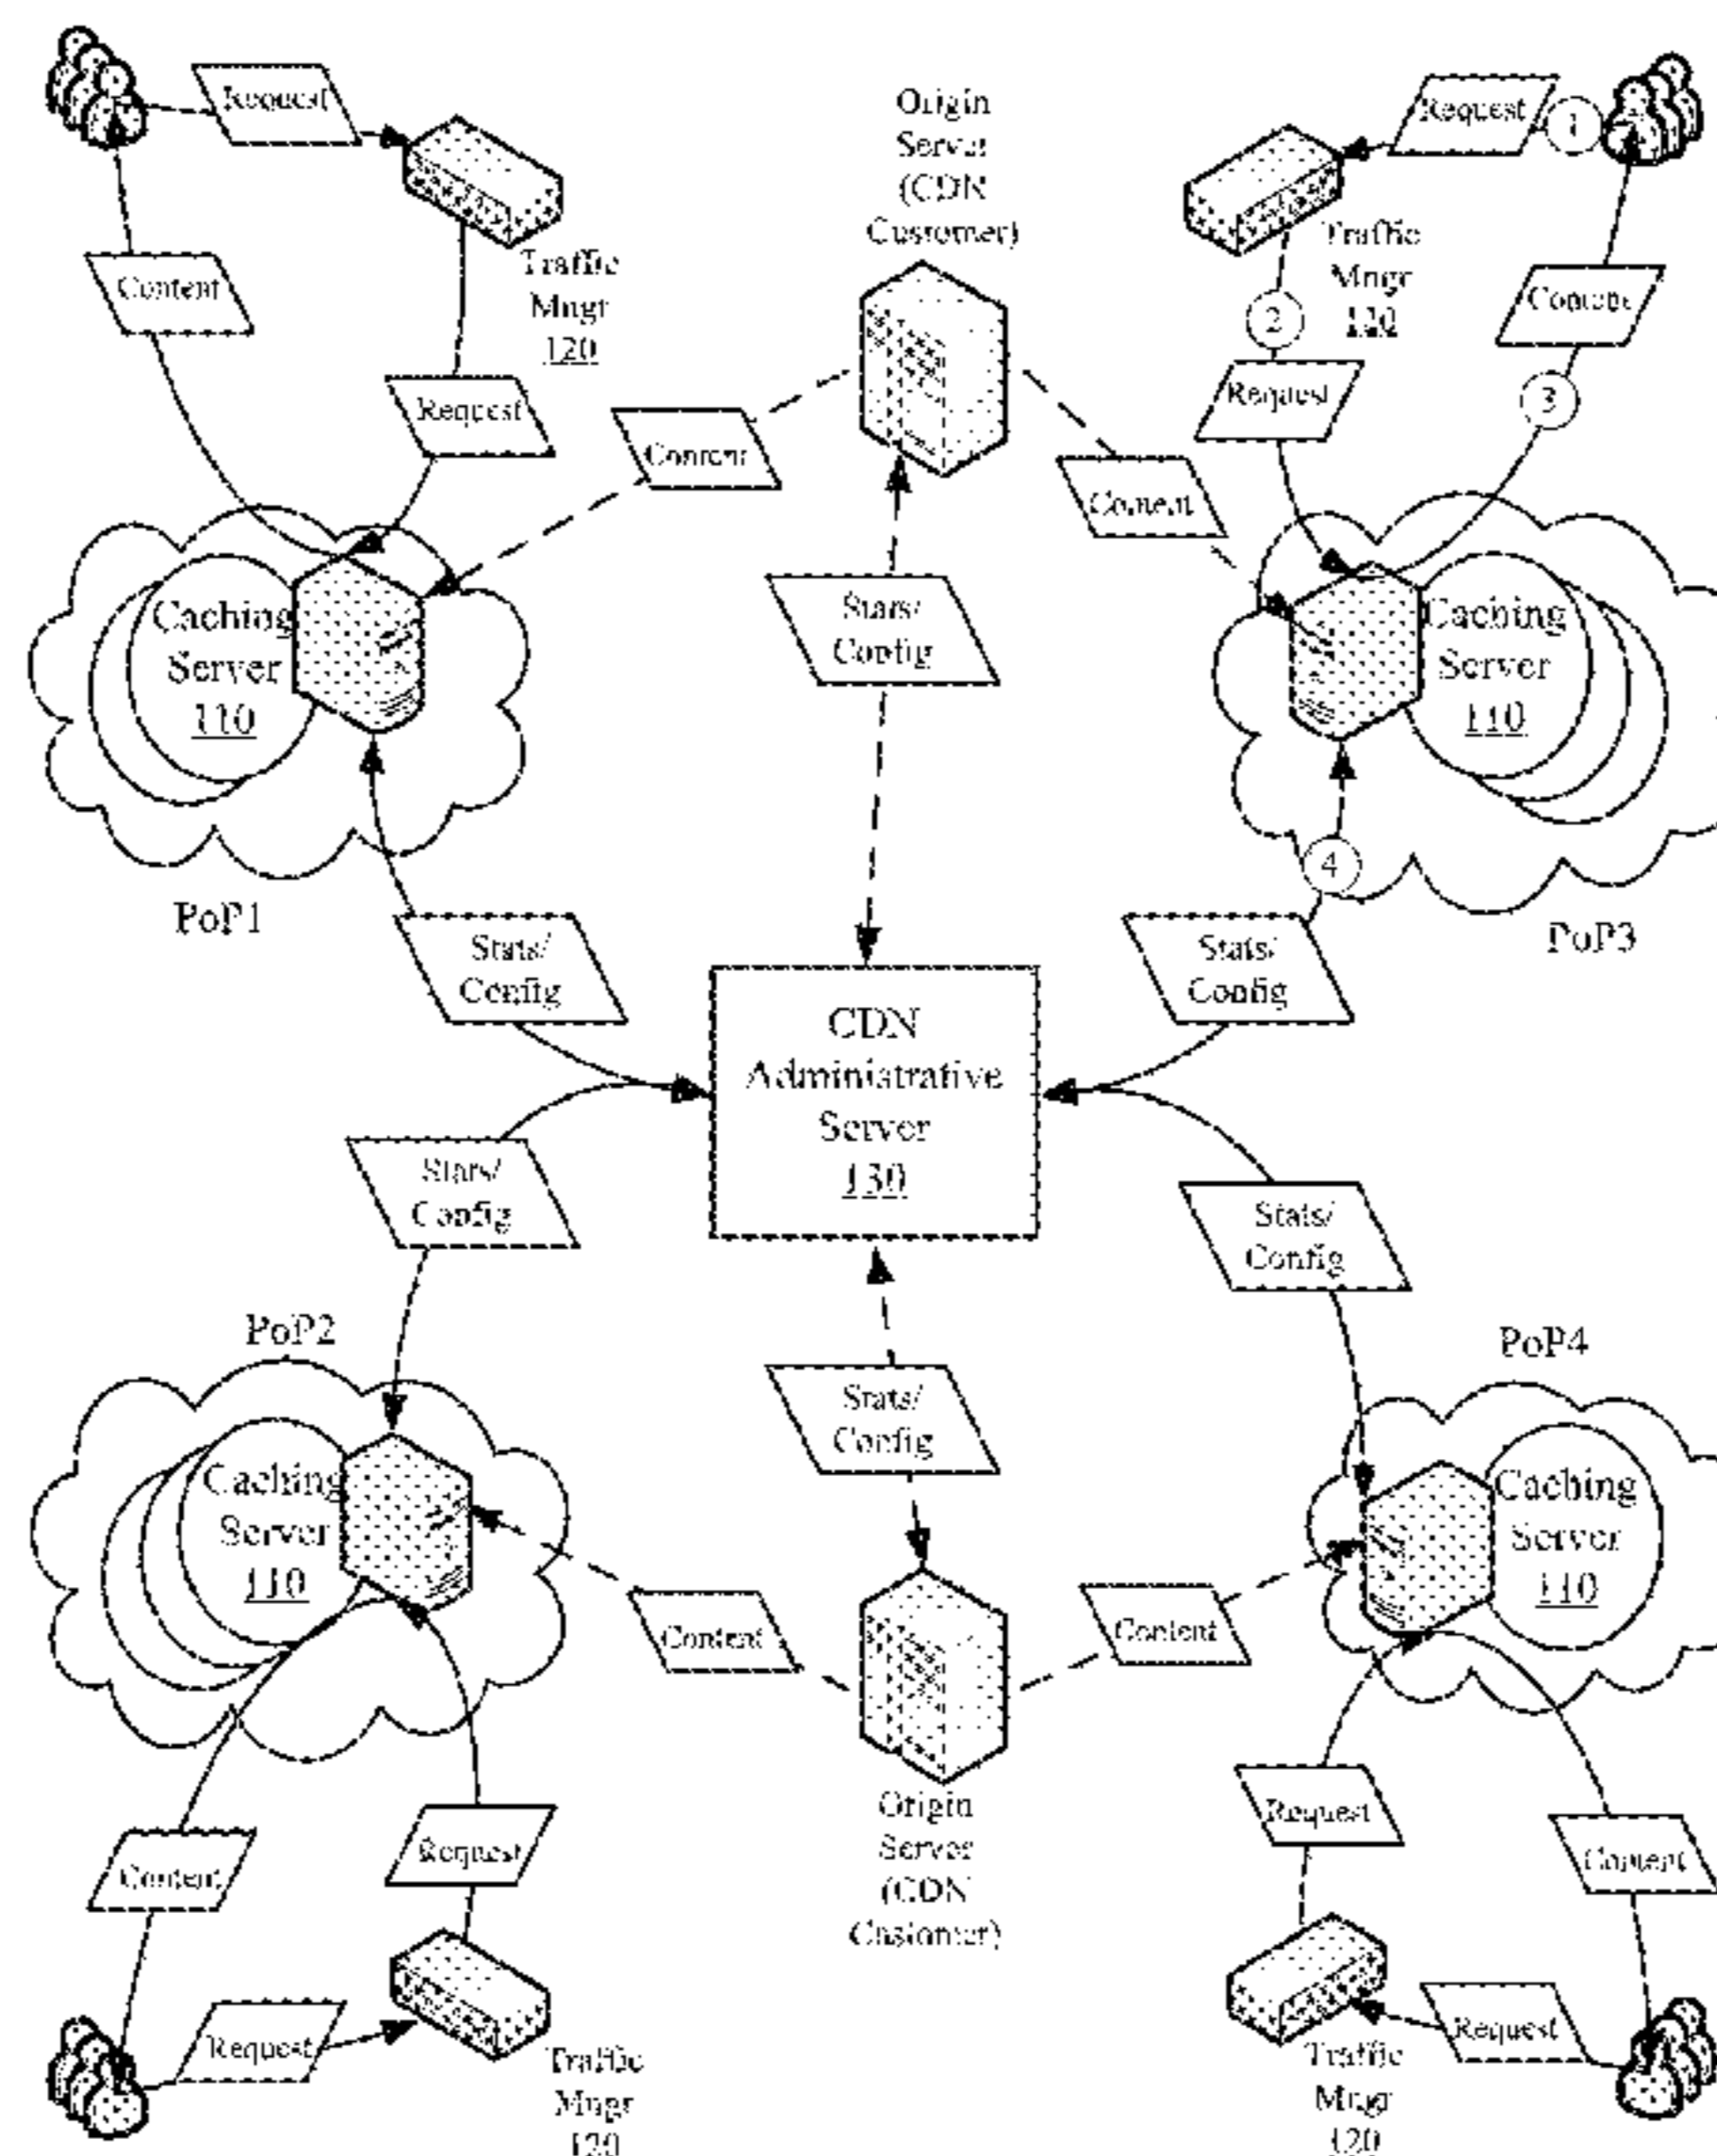 Request
Content
Traffic
Mngr
120
Request
Origin
Server
(CDN
Customer)
Request
1
Traffic
Mngr
120
2
Request
Content
3
Content
Content
Caching
Server
110
PoP1
Stats/
Config
Caching
Server
110
4
PoP3
Stats/
Config
Stats/
Config
CDN
Administrative
Server
130
Stats/
Config
Stats/
Config
PoP2
Caching
Server
110
Stats/
Config
PoP4
Caching
Server
110
Content
Content
Origin
Server
(CDN
Customer)
Content
Request
Request
Traffic
Mngr
120
Request
Content
Request
Traffic
Mngr
120